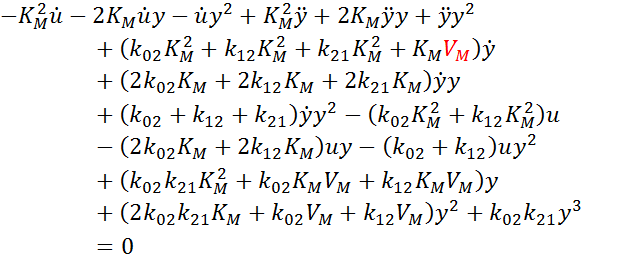 −K_M^2 u̇ − 2K_M u̇y − u̇y^2 + K_M^2 ÿ + 2K_M ÿy + ÿy^2
+ (k_02 K_M^2 + k_12 K_M^2 + k_21 K_M^2 + K_M V_M)ẏ
+ (2k_02 K_M + 2k_12 K_M + 2k_21 K_M)ẏy
+ (k_02 + k_12 + k_21)ẏy^2 − (k_02 K_M^2 + k_12 K_M^2)u
− (2k_02 K_M + 2k_12 K_M)uy − (k_02 + k_12)uy^2
+ (k_02 k_21 K_M^2 + k_02 K_M V_M + k_12 K_M V_M)y
+ (2k_02 k_21 K_M + k_02 V_M + k_12 V_M)y^2 + k_02 k_21 y^3
= 0